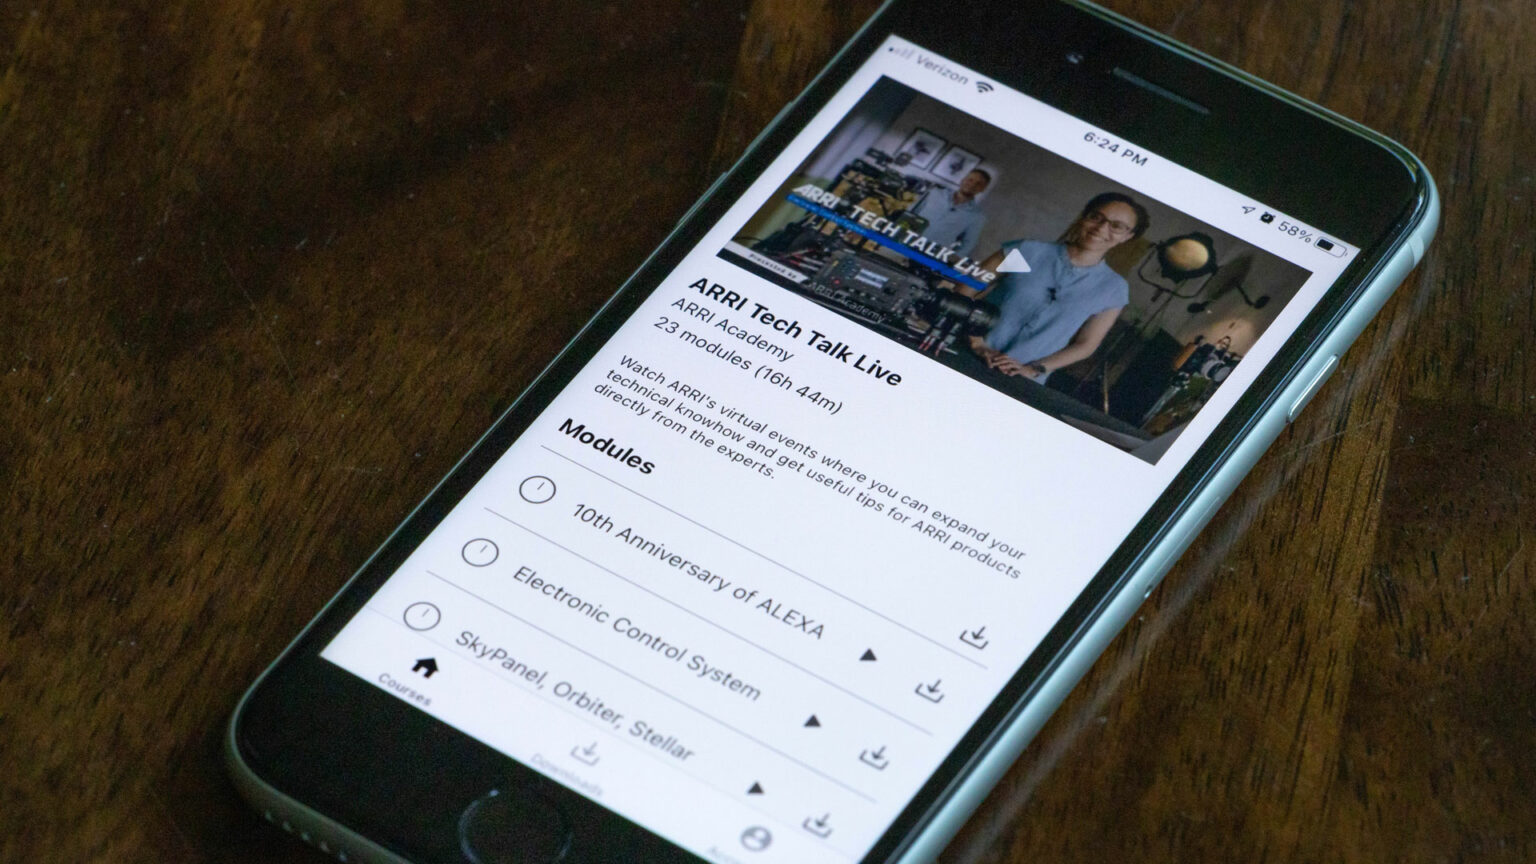 Verizon
6:24 PM
58%
ARRI TECH TALK Live
Presented by
ARRI Academy
ARRI Tech Talk Live
ARRI Academy
23 modules (16h 44m)
Watch ARRI's virtual events where you can expand your
technical knowhow and get useful tips for ARRI products
directly from the experts.
Modules
10th Anniversary of ALEXA
Electronic Control System
SkyPanel, Orbiter, Stellar
Courses
Downloads